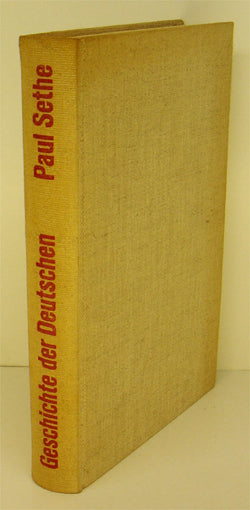 Geschichte der Deutschen
Paul Sethe